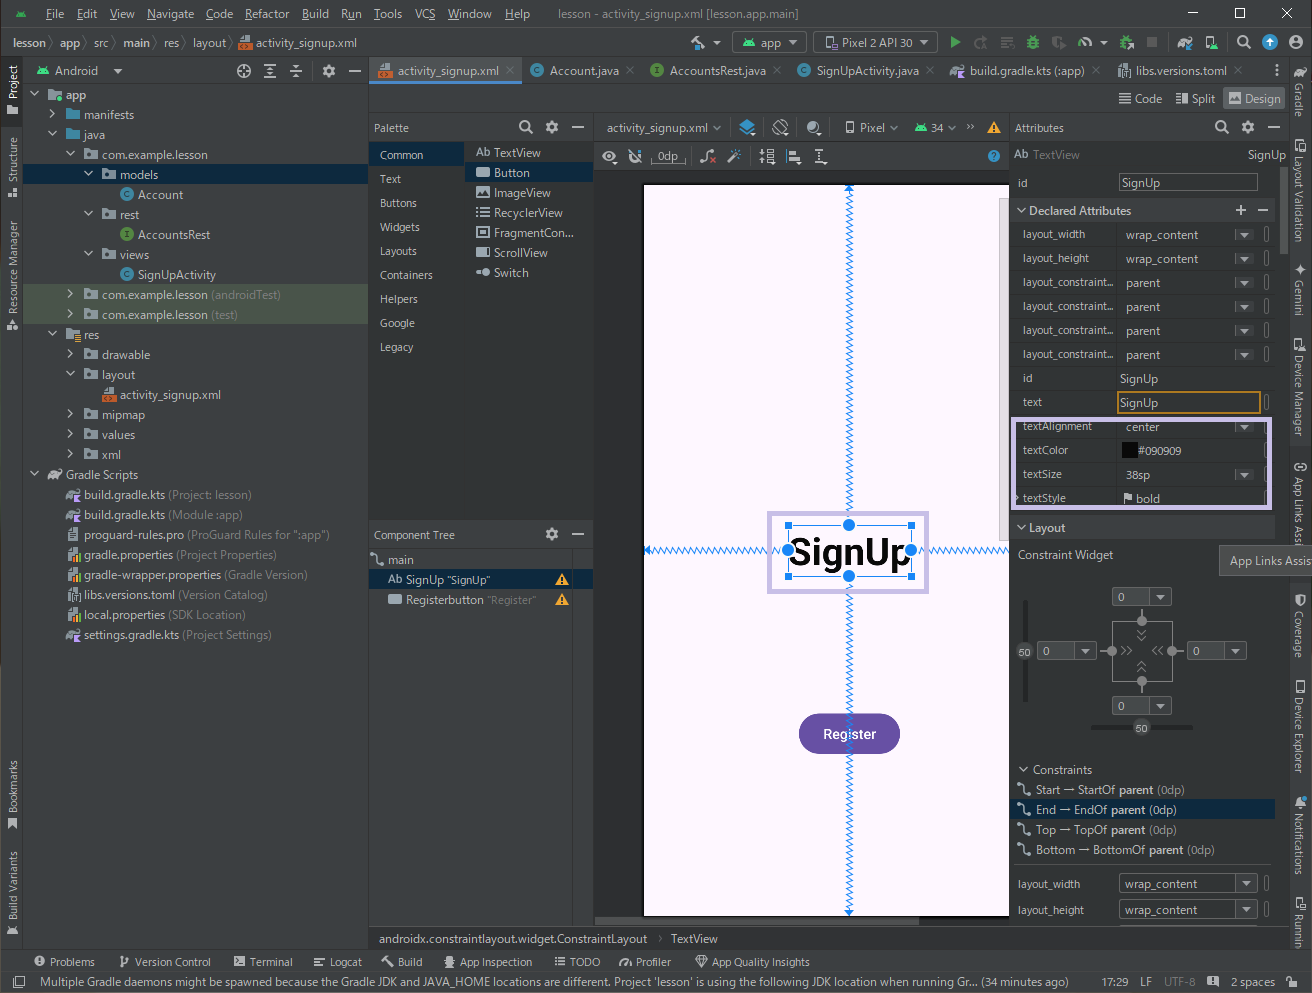 File Edit View Navigate Code Refactor Build Run Tools VCS Window Help lesson - activity_signup.xml [lesson.app.main]
lesson app src main res layout activity_signup.xml app Pixel 2 API 30
Project
Structure
Resource Manager
Bookmarks
Build Variants
Android
app
manifests
java
com.example.lesson
models
Account
rest
AccountsRest
views
SignUpActivity
com.example.lesson (androidTest)
com.example.lesson (test)
res
drawable
layout
activity_signup.xml
mipmap
values
xml
Gradle Scripts
build.gradle.kts (Project: lesson)
build.gradle.kts (Module :app)
proguard-rules.pro (ProGuard Rules for ":app")
gradle.properties (Project Properties)
gradle-wrapper.properties (Gradle Version)
libs.versions.toml (Version Catalog)
local.properties (SDK Location)
settings.gradle.kts (Project Settings)
activity_signup.xml Account.java AccountsRest.java SignUpActivity.java build.gradle.kts (:app) libs.versions.toml
Code Split Design
Palette
Common
Text
Buttons
Widgets
Layouts
Containers
Helpers
Google
Legacy
Ab TextView
Button
ImageView
RecyclerView
FragmentCon...
ScrollView
Switch
Component Tree
main
Ab SignUp "SignUp"
Registerbutton "Register"
activity_signup.xml Pixel 34 »
0dp
SignUp
Register
Attributes
Ab TextView SignUp
id SignUp
Declared Attributes
layout_width wrap_content
layout_height wrap_content
layout_constraint... parent
layout_constraint... parent
layout_constraint... parent
layout_constraint... parent
id SignUp
text SignUp
textAlignment center
textColor #090909
textSize 38sp
textStyle bold
Layout
Constraint Widget
App Links Assis
0
50 0 0
0
50
Constraints
Start → StartOf parent (0dp)
End → EndOf parent (0dp)
Top → TopOf parent (0dp)
Bottom → BottomOf parent (0dp)
layout_width wrap_content
layout_height wrap_content
Gradle
Layout Validation
Gemini
Device Manager
App Links Assis
Coverage
Device Explorer
Notifications
Runnin
androidx.constraintlayout.widget.ConstraintLayout TextView
Problems Version Control Terminal Logcat Build App Inspection TODO Profiler App Quality Insights
Multiple Gradle daemons might be spawned because the Gradle JDK and JAVA_HOME locations are different. Project 'lesson' is using the following JDK location when running Gr... (34 minutes ago) 17:29 LF UTF-8 2 spaces